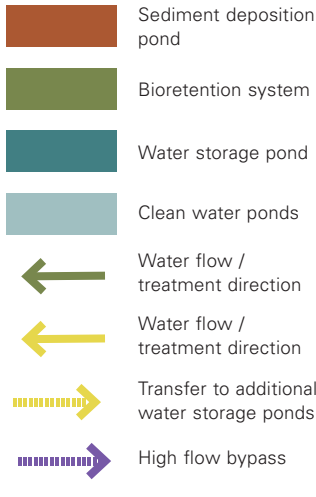 Sediment deposition
pond
Bioretention system
Water storage pond
Clean water ponds
Water flow /
treatment direction
Water flow /
treatment direction
Transfer to additional
water storage ponds
High flow bypass